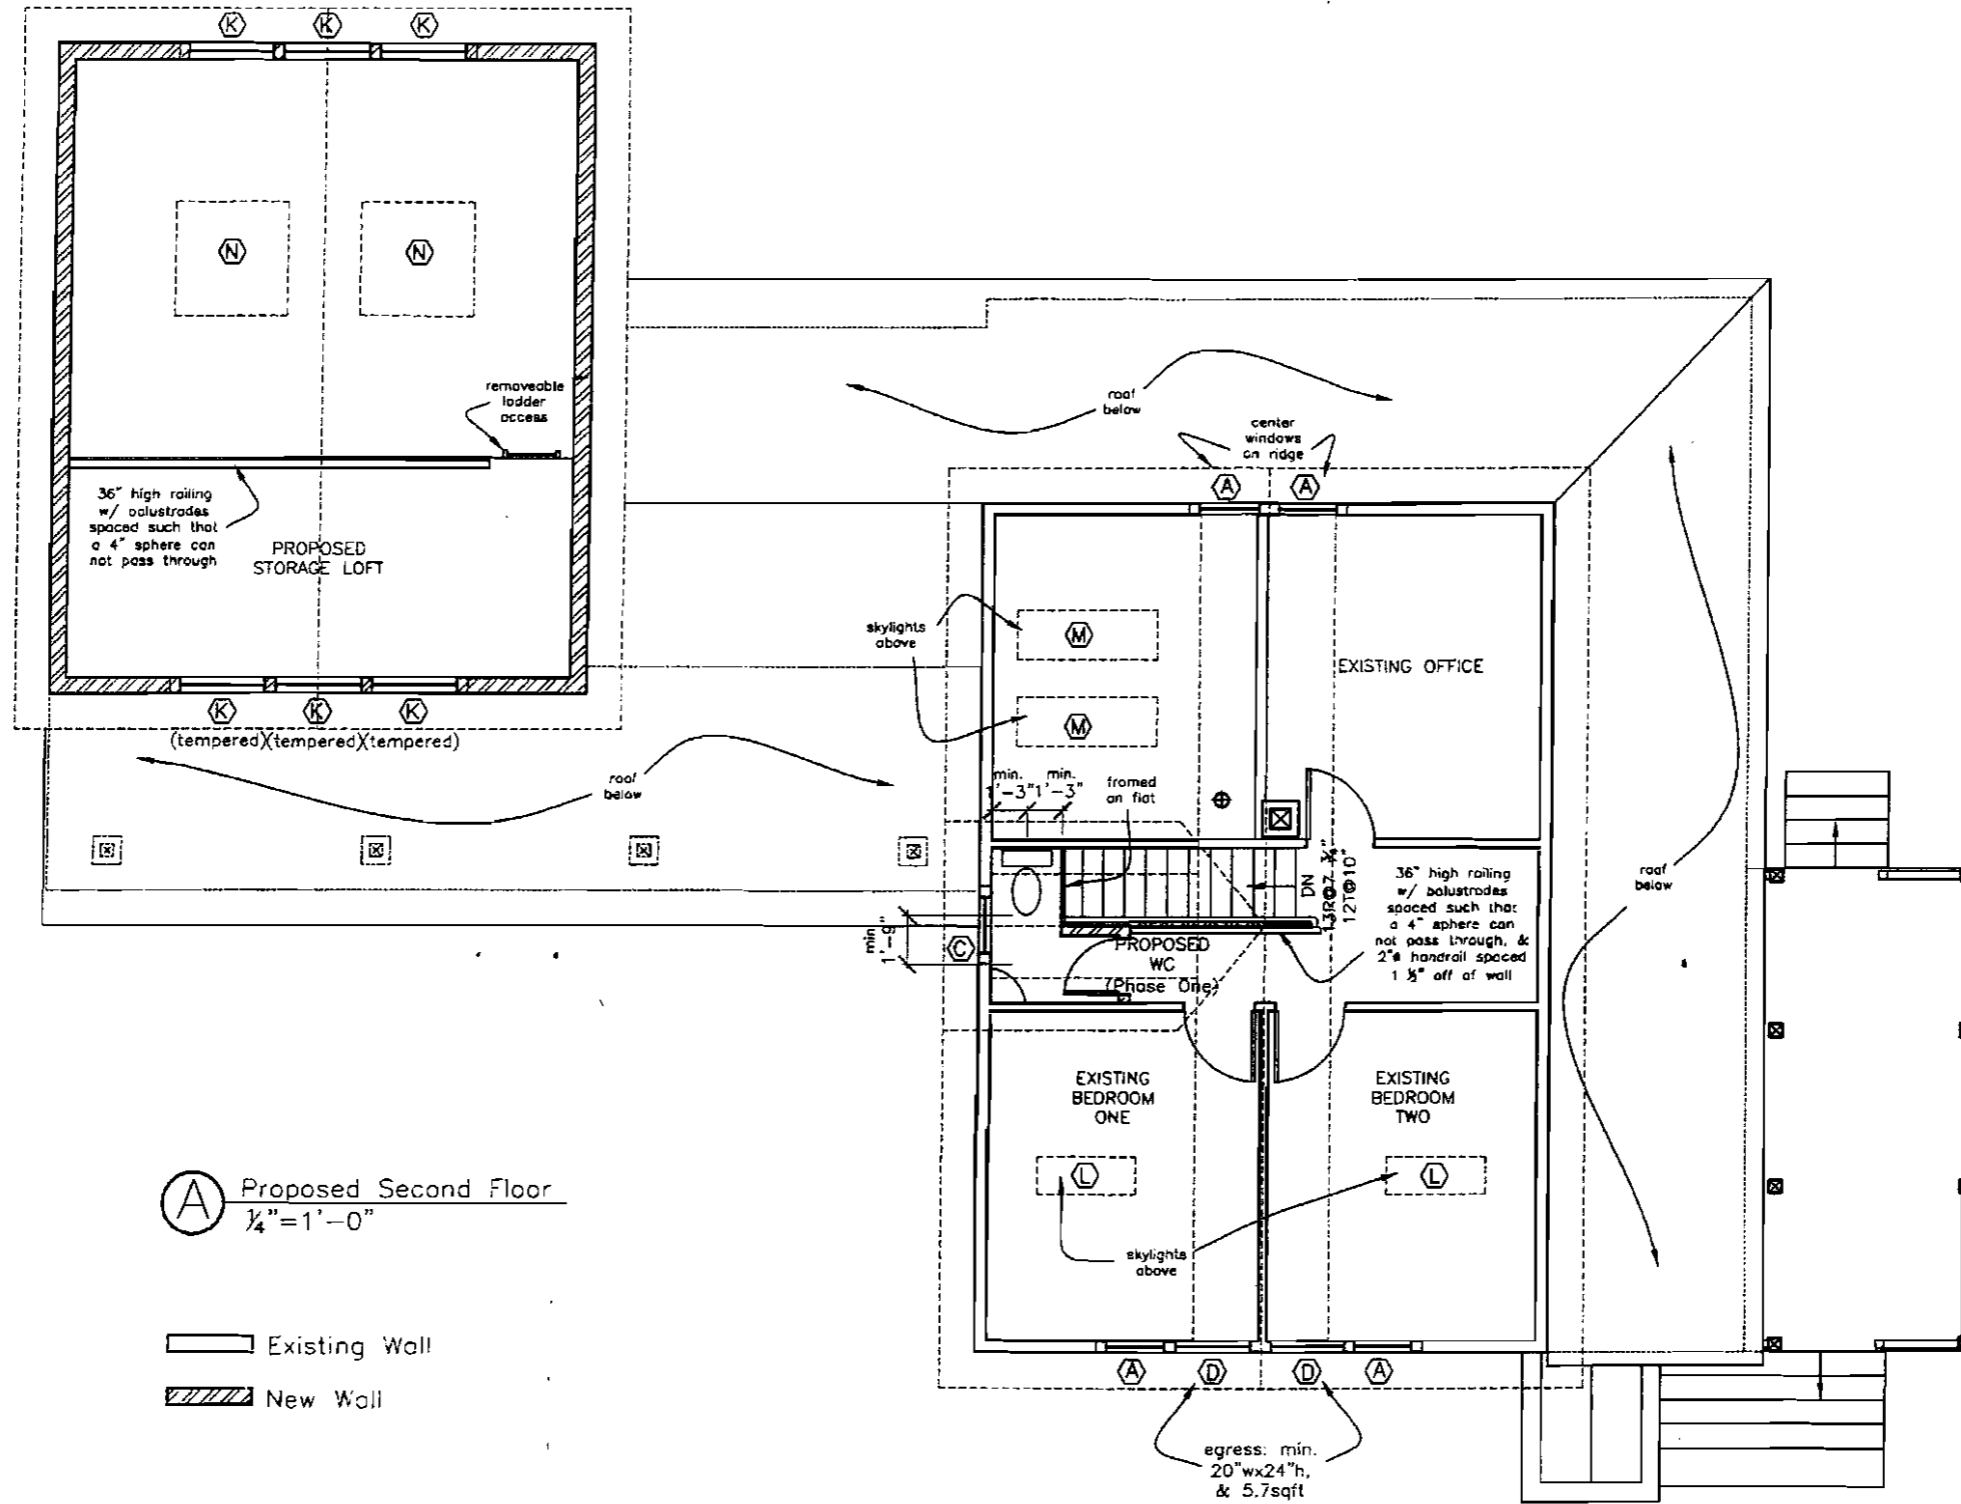 K K K
N N
removeable
ladder
access
36" high railing
w/ balustrades
spaced such that
a 4" sphere can
not pass through
PROPOSED
STORAGE LOFT
K K K
(tempered)(tempered)(tempered)
roof
below
roof
below
center
windows
on ridge
A A
skylights
above
M
M
EXISTING OFFICE
min. min.
1'-3" 1'-3"
framed
on flat
DN
13R@7 ¾"
12T@10"
36" high railing
w/ balustrades
spaced such that
a 4" sphere can
not pass through, &
2"ø handrail spaced
1 ½" off of wall
roof
below
min.
1'-9"
C
PROPOSED
WC
(Phase One)
EXISTING
BEDROOM
ONE
EXISTING
BEDROOM
TWO
L L
skylights
above
A D D A
egress: min.
20"wx24"h,
& 5.7sqft
A Proposed Second Floor
¼"=1'-0"
Existing Wall
New Wall